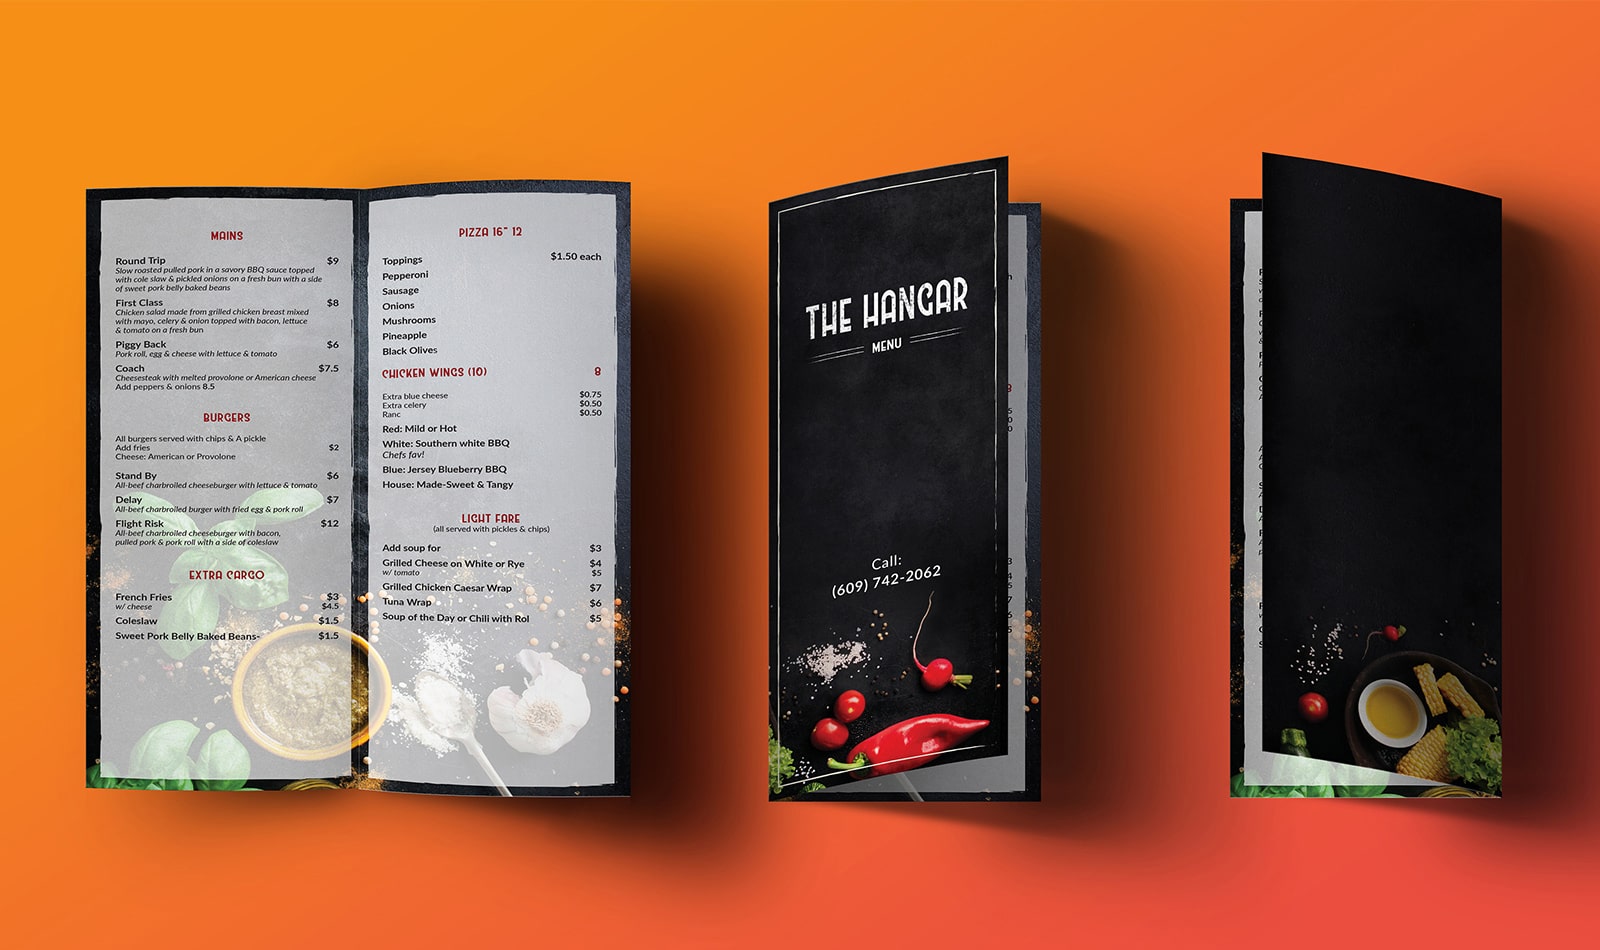 MAINS
Round Trip $9
Slow roasted pulled pork in a savory BBQ sauce topped
with cole slaw & pickled onions on a fresh bun with a side
of sweet pork belly baked beans
First Class $8
Chicken salad made from grilled chicken breast mixed
with mayo, celery & onion topped with bacon, lettuce
& tomato on a fresh bun
Piggy Back $6
Pork roll, egg & cheese with lettuce & tomato
Coach $7.5
Cheesesteak with melted provolone or American cheese
Add peppers & onions 8.5
BURGERS
All burgers served with chips & A pickle
Add fries $2
Cheese: American or Provolone
Stand By $6
All-beef charbroiled cheeseburger with lettuce & tomato
Delay $7
All-beef charbroiled burger with fried egg & pork roll
Flight Risk $12
All-beef charbroiled cheeseburger with bacon,
pulled pork & pork roll with a side of coleslaw
EXTRA CARGO
French Fries $3
w/ cheese $4.5
Coleslaw $1.5
Sweet Pork Belly Baked Beans- $1.5
PIZZA 16" 12
Toppings $1.50 each
Pepperoni
Sausage
Onions
Mushrooms
Pineapple
Black Olives
CHICKEN WINGS (10) 8
Extra blue cheese $0.75
Extra celery $0.50
Ranc $0.50
Red: Mild or Hot
White: Southern white BBQ
Chefs fav!
Blue: Jersey Blueberry BBQ
House: Made-Sweet & Tangy
LIGHT FARE
(all served with pickles & chips)
Add soup for $3
Grilled Cheese on White or Rye $4
w/ tomato $5
Grilled Chicken Caesar Wrap $7
Tuna Wrap $6
Soup of the Day or Chili with Rol $5
THE HANGAR
MENU
Call:
(609) 742-2062